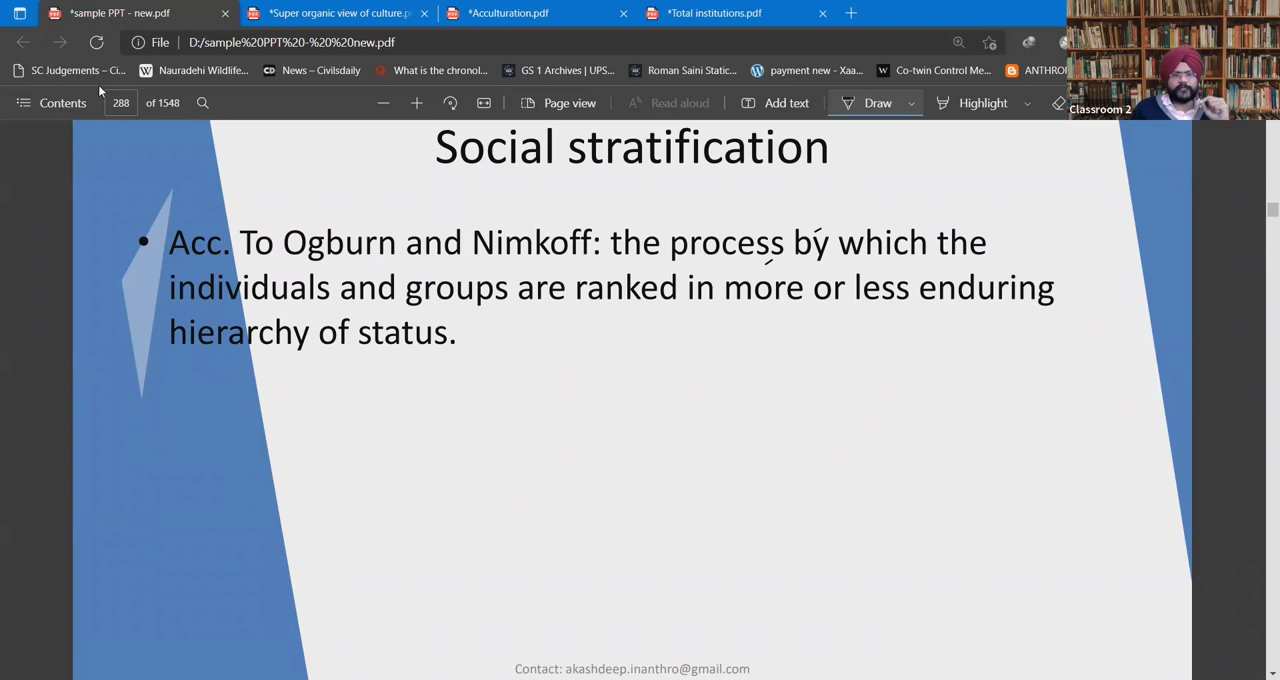 *sample PPT - new.pdf
*Super organic view of culture.p
*Acculturation.pdf
*Total institutions.pdf
File | D:/sample%20PPT%20-%20%20new.pdf
SC Judgements – Ci...
Nauradehi Wildlife...
News – Civilsdaily
What is the chronol...
GS 1 Archives | UPS...
Roman Saini Static...
payment new - Xaa...
Co-twin Control Me...
ANTHRO
Contents 288 of 1548
Page view
Read aloud
Add text
Draw
Highlight
Classroom 2
Social stratification
• Acc. To Ogburn and Nimkoff: the process by which the
individuals and groups are ranked in more or less enduring
hierarchy of status.
Contact: akashdeep.inanthro@gmail.com